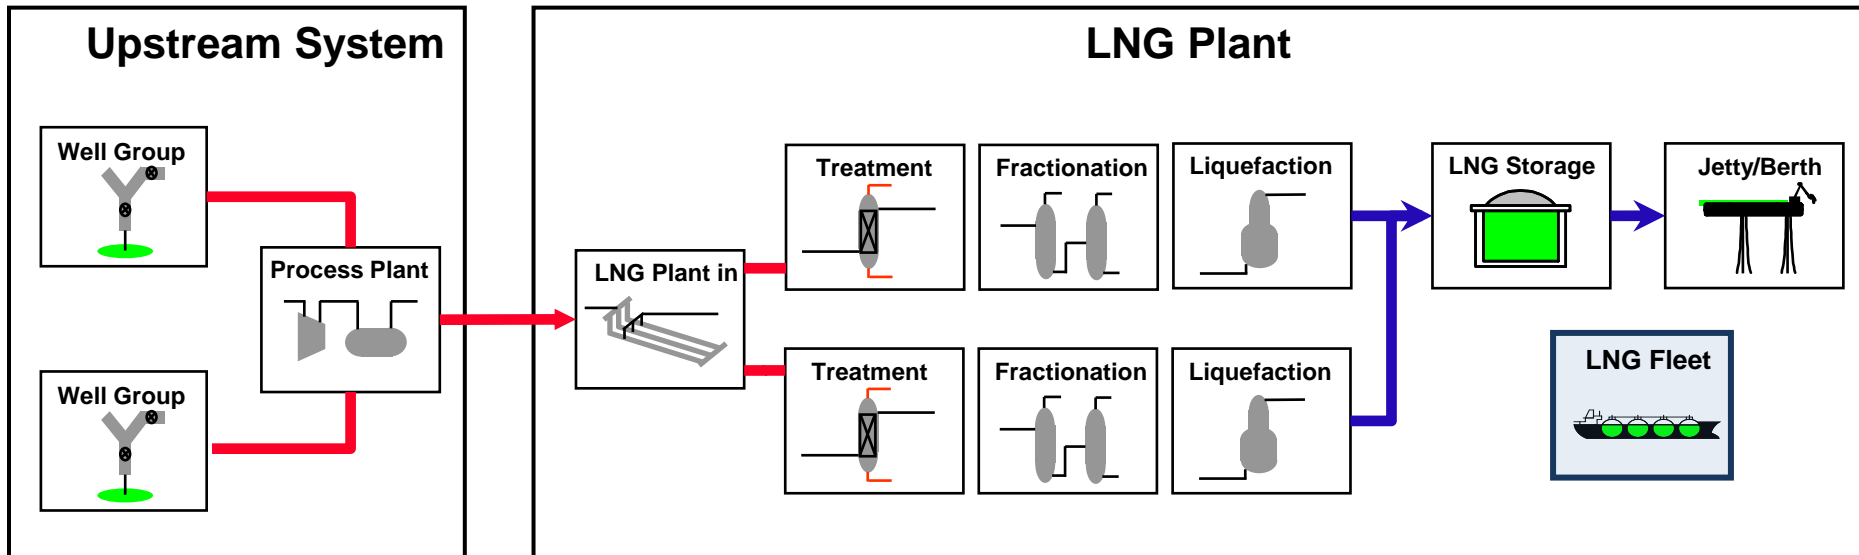 Upstream System
LNG Plant
Well Group
Process Plant
Well Group
LNG Plant in
Treatment
Fractionation
Liquefaction
Treatment
Fractionation
Liquefaction
LNG Storage
Jetty/Berth
LNG Fleet